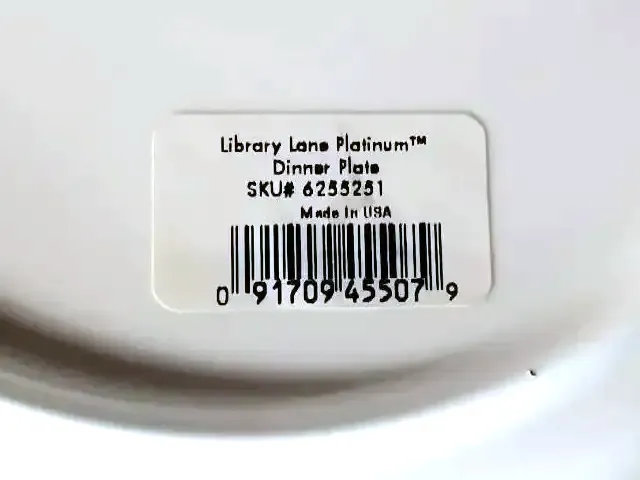 Library Lane Platinum™
Dinner Plate
SKU# 6255251
Made In USA
0 91709 45507 9